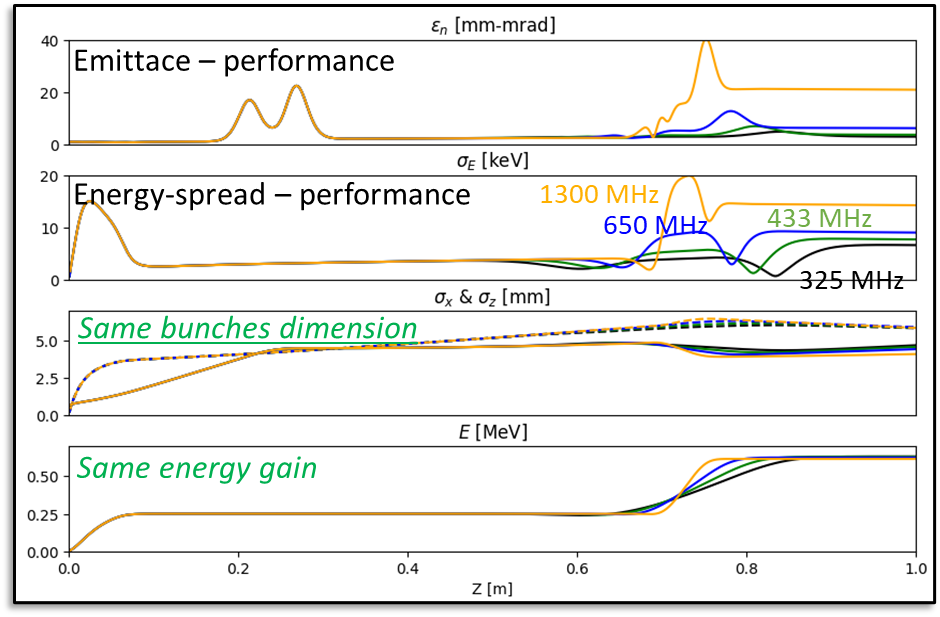 εₙ [mm-mrad]
Emittace – performance
40
20
0
σ_E [keV]
Energy-spread – performance
20
10
0
1300 MHz
650 MHz
433 MHz
325 MHz
σₓ & σ_z [mm]
Same bunches dimension
5.0
2.5
0.0
E [MeV]
Same energy gain
0.50
0.25
0.00
0.0 0.2 0.4 0.6 0.8 1.0
Z [m]